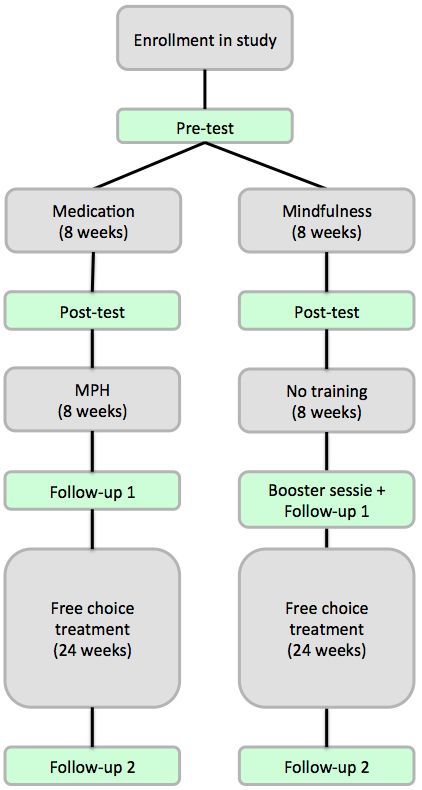 Enrollment in study
Pre-test
Medication
(8 weeks)
Mindfulness
(8 weeks)
Post-test
Post-test
MPH
(8 weeks)
No training
(8 weeks)
Follow-up 1
Booster sessie +
Follow-up 1
Free choice
treatment
(24 weeks)
Free choice
treatment
(24 weeks)
Follow-up 2
Follow-up 2